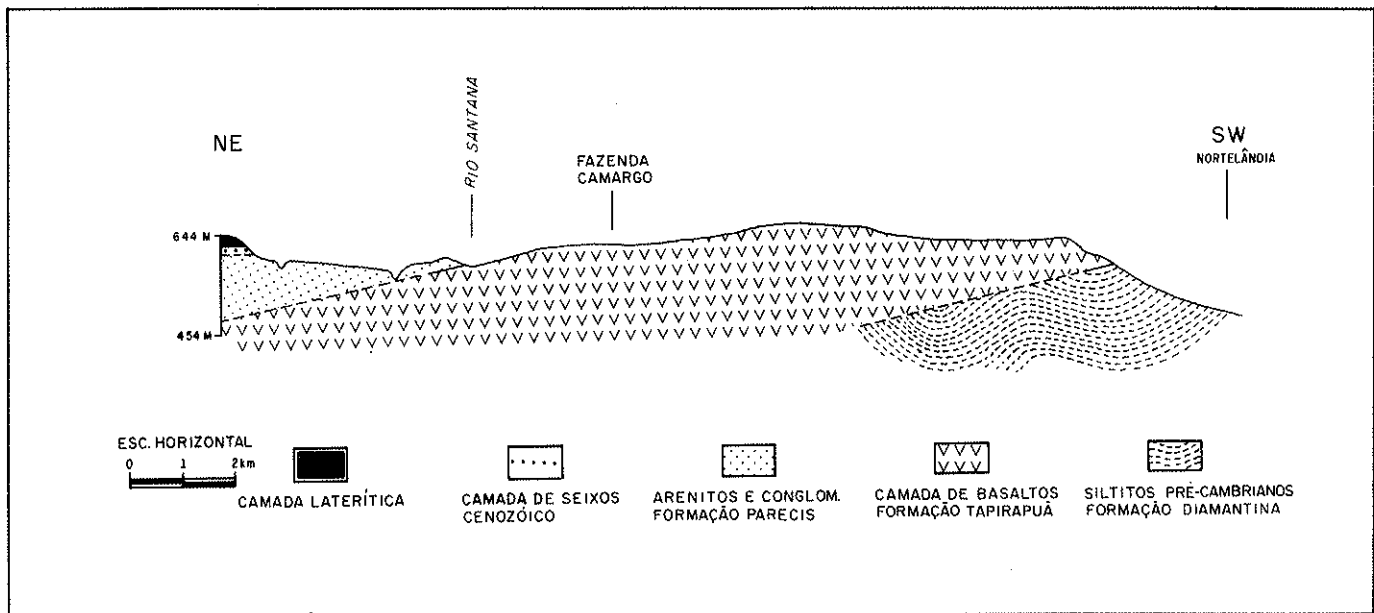 NE
RIO SANTANA
FAZENDA
CAMARGO
SW
NORTELÂNDIA
644 M
454 M
ESC. HORIZONTAL
0 1 2km
CAMADA LATERÍTICA
CAMADA DE SEIXOS
CENOZÓICO
ARENITOS E CONGLOM.
FORMAÇÃO PARECIS
CAMADA DE BASALTOS
FORMAÇÃO TAPIRAPUÃ
SILTITOS PRÉ-CAMBRIANOS
FORMAÇÃO DIAMANTINA